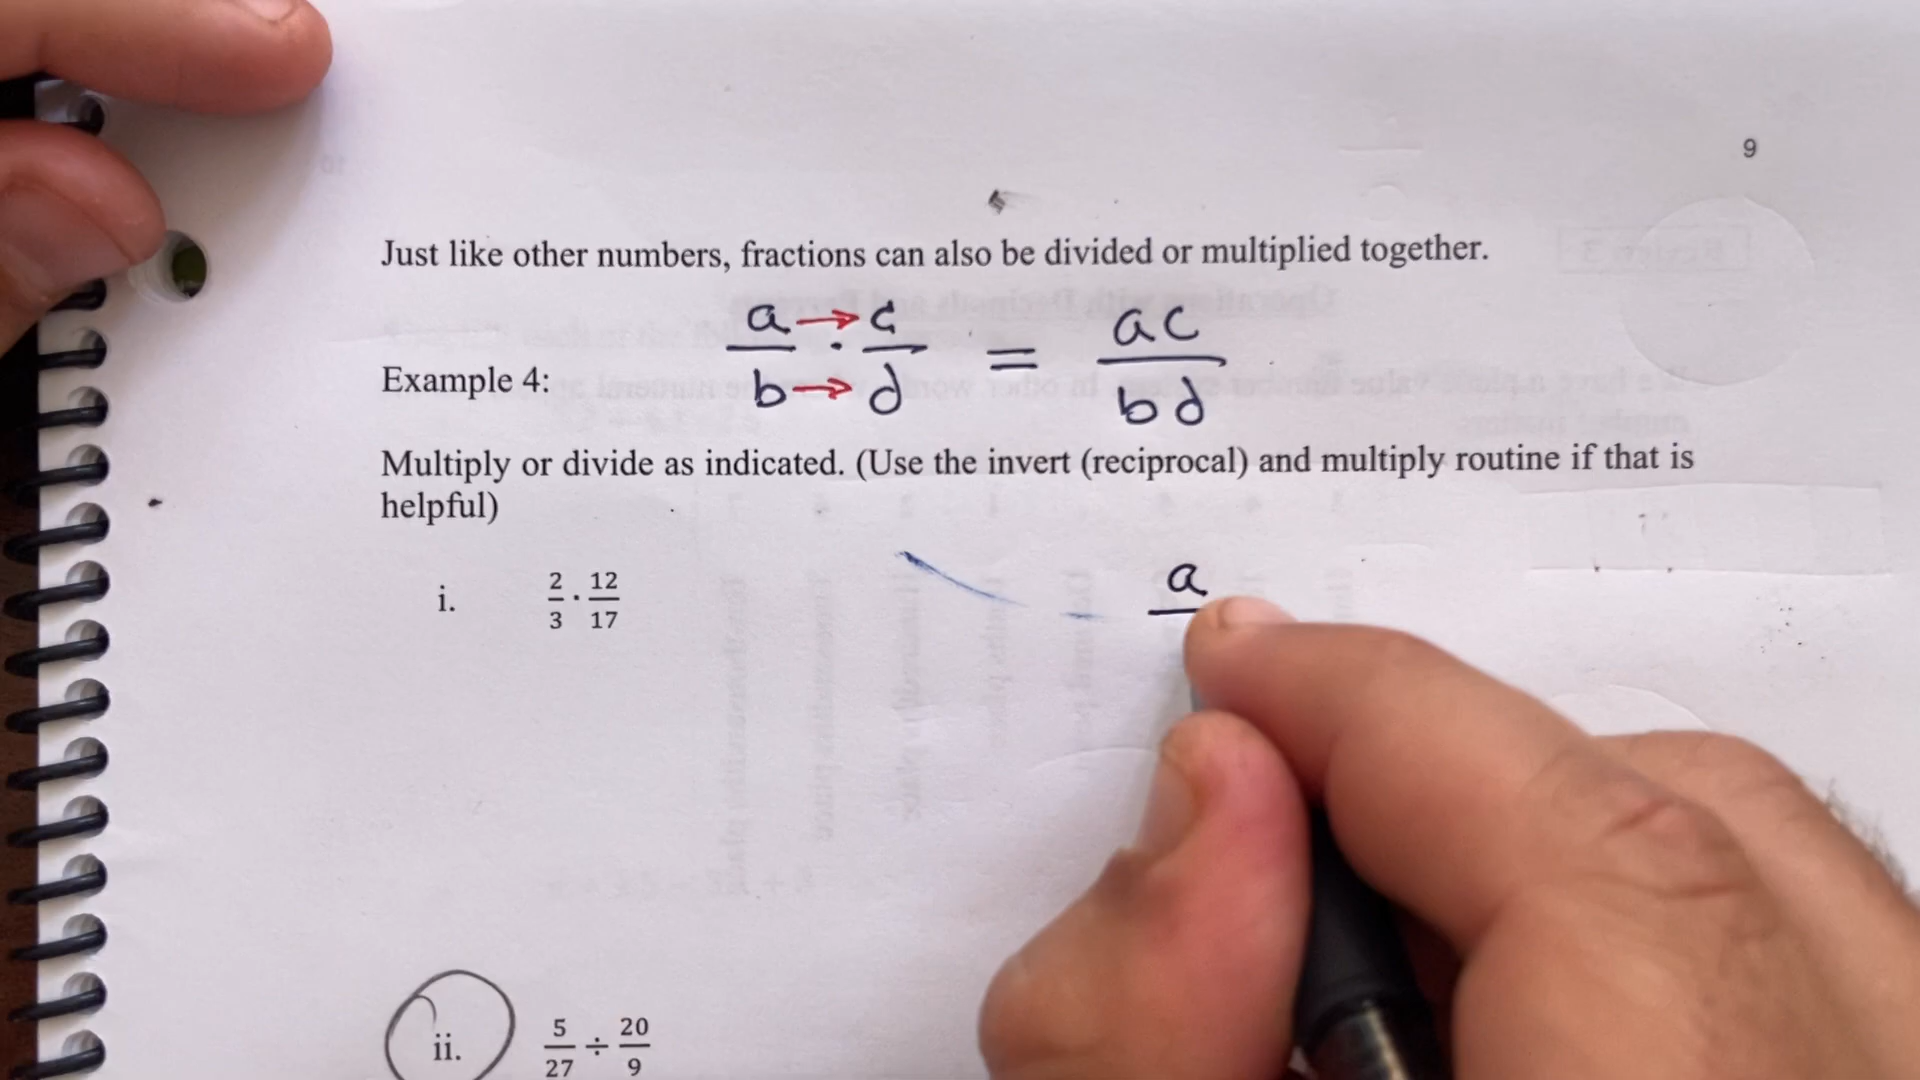 9
Just like other numbers, fractions can also be divided or multiplied together.
a → c / b → d : a/b · c/d = ac/bd
Example 4:
Multiply or divide as indicated. (Use the invert (reciprocal) and multiply routine if that is
helpful)
a
i. 2/3 · 12/17
ii. 5/27 ÷ 20/9